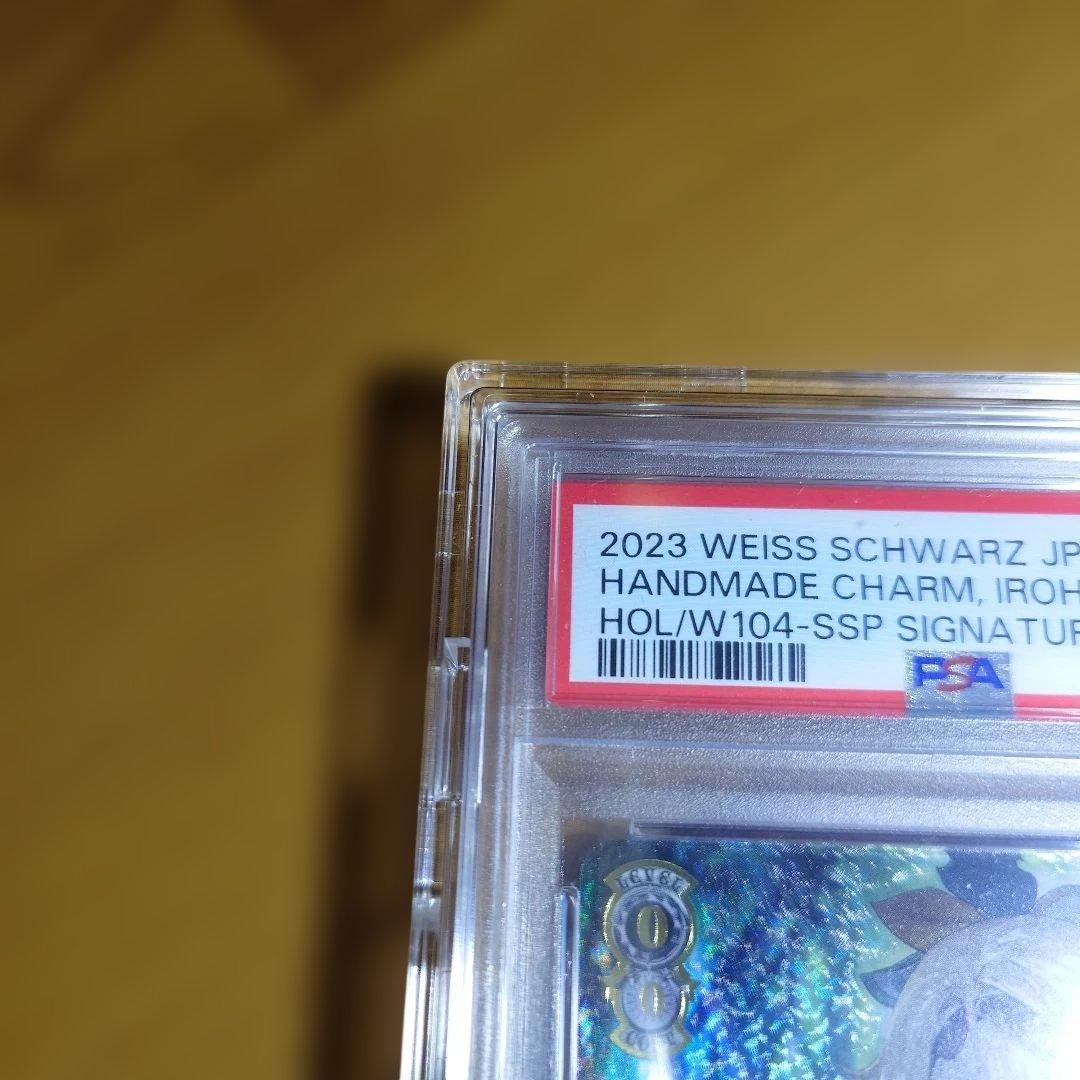 2023 WEISS SCHWARZ JP
HANDMADE CHARM, IROH
HOL/W104-SSP SIGNATUR
PSA
LEVEL
0
0
COST